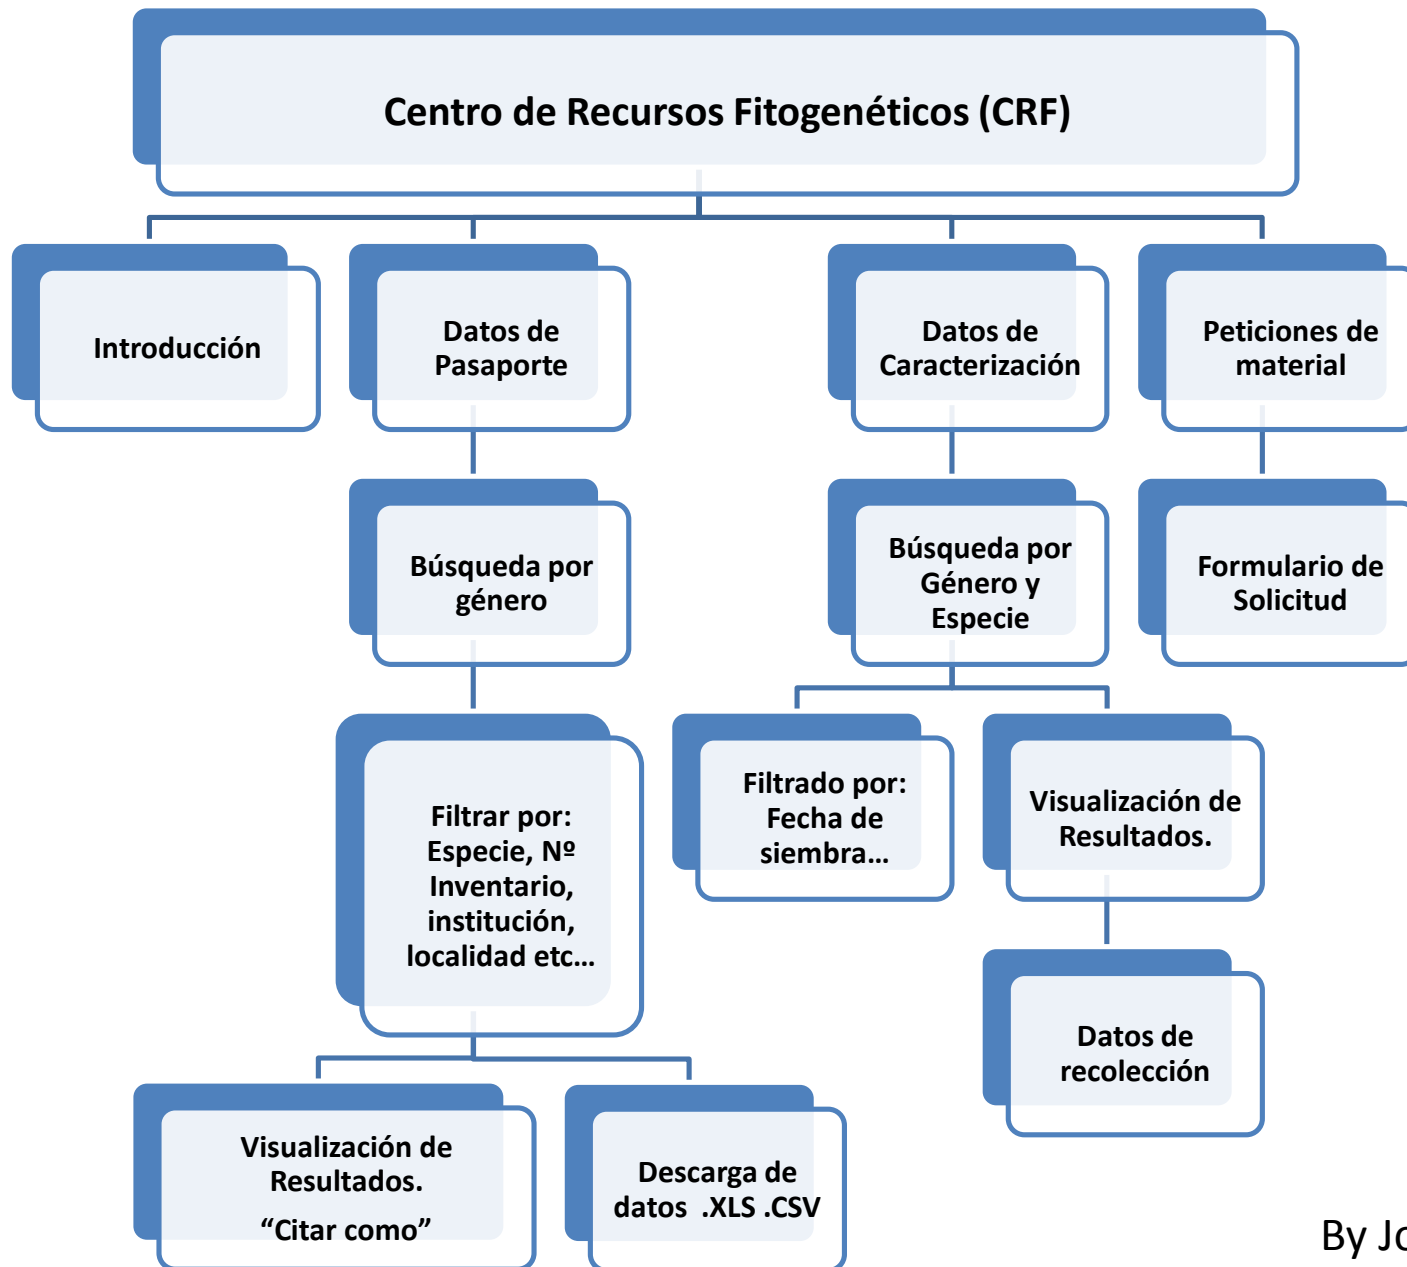 Centro de Recursos Fitogenéticos (CRF)
Introducción
Datos de
Pasaporte
Datos de
Caracterización
Peticiones de
material
Búsqueda por
género
Búsqueda por
Género y
Especie
Formulario de
Solicitud
Filtrar por:
Especie, Nº
Inventario,
institución,
localidad etc…
Filtrado por:
Fecha de
siembra…
Visualización de
Resultados.
Datos de
recolección
Visualización de
Resultados.
“Citar como”
Descarga de
datos  .XLS .CSV
By